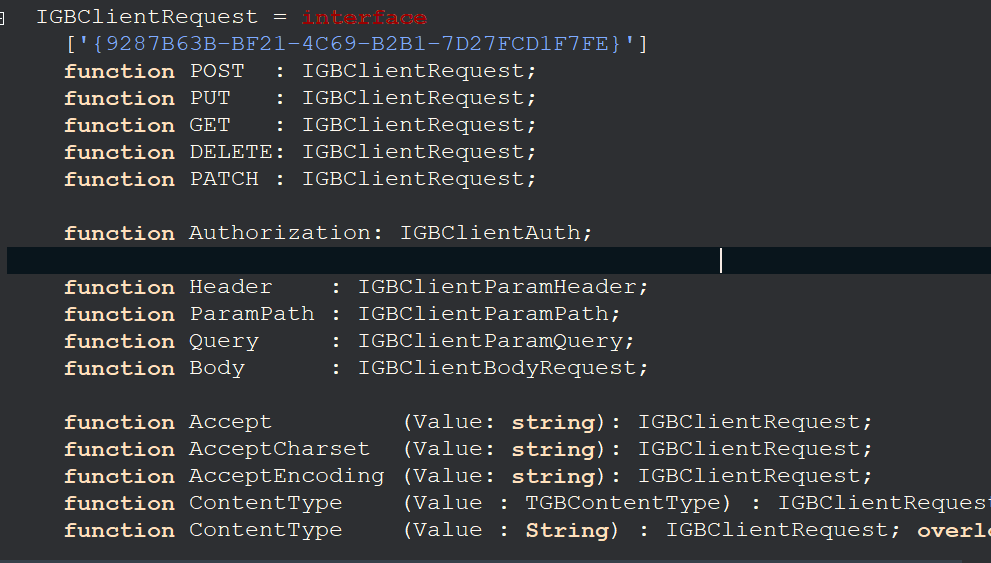 IGBClientRequest = interface
['{9287B63B-BF21-4C69-B2B1-7D27FCD1F7FE}']
function POST : IGBClientRequest;
function PUT : IGBClientRequest;
function GET : IGBClientRequest;
function DELETE: IGBClientRequest;
function PATCH : IGBClientRequest;
function Authorization: IGBClientAuth;
function Header : IGBClientParamHeader;
function ParamPath : IGBClientParamPath;
function Query : IGBClientParamQuery;
function Body : IGBClientBodyRequest;
function Accept (Value: string): IGBClientRequest;
function AcceptCharset (Value: string): IGBClientRequest;
function AcceptEncoding (Value: string): IGBClientRequest;
function ContentType (Value : TGBContentType) : IGBClientRequest
function ContentType (Value : String) : IGBClientRequest; overlo